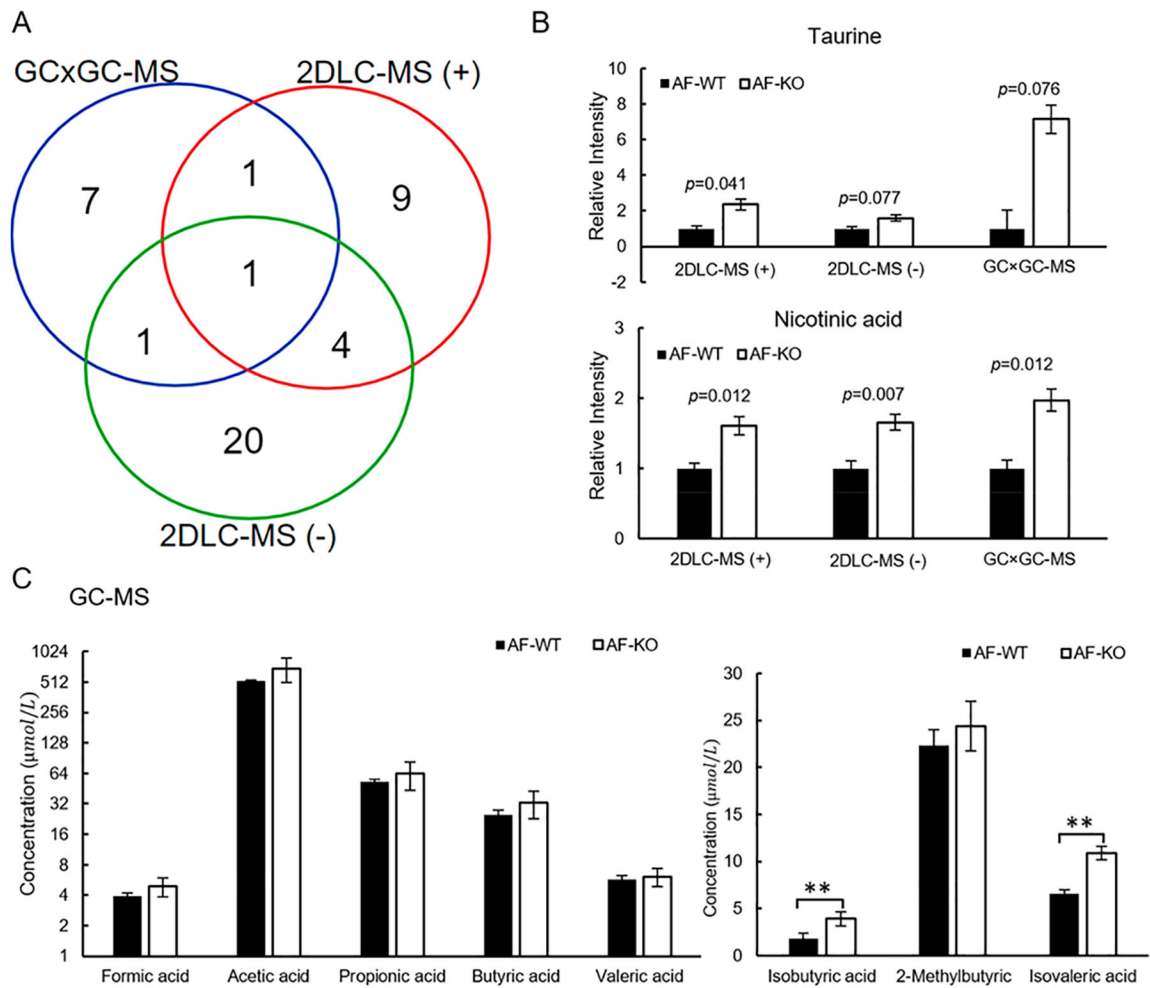 A
GCxGC-MS
2DLC-MS (+)
1
7
9
1
1
4
20
2DLC-MS (-)
B
Taurine
AF-WT AF-KO
Relative Intensity
10
8
6
4
2
0
-2
p=0.041
p=0.077
p=0.076
2DLC-MS (+) 2DLC-MS (-) GC×GC-MS
Nicotinic acid
AF-WT AF-KO
Relative Intensity
3
2
1
0
p=0.012
p=0.007
p=0.012
2DLC-MS (+) 2DLC-MS (-) GC×GC-MS
C
GC-MS
AF-WT AF-KO
Concentration (μmol/L)
1024
512
256
128
64
32
16
8
4
2
1
Formic acid Acetic acid Propionic acid Butyric acid Valeric acid
AF-WT AF-KO
Concentration (μmol/L)
30
25
20
15
10
5
0
**
**
Isobutyric acid 2-Methylbutyric Isovaleric acid